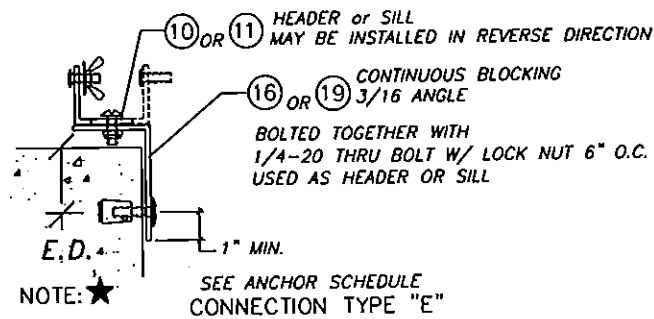 10 OR 11 HEADER or SILL
MAY BE INSTALLED IN REVERSE DIRECTION
16 OR 19 CONTINUOUS BLOCKING
3/16 ANGLE
BOLTED TOGETHER WITH
1/4-20 THRU BOLT W/ LOCK NUT 6" O.C.
USED AS HEADER OR SILL
E.D.
1" MIN.
NOTE: ★
SEE ANCHOR SCHEDULE
CONNECTION TYPE "E"